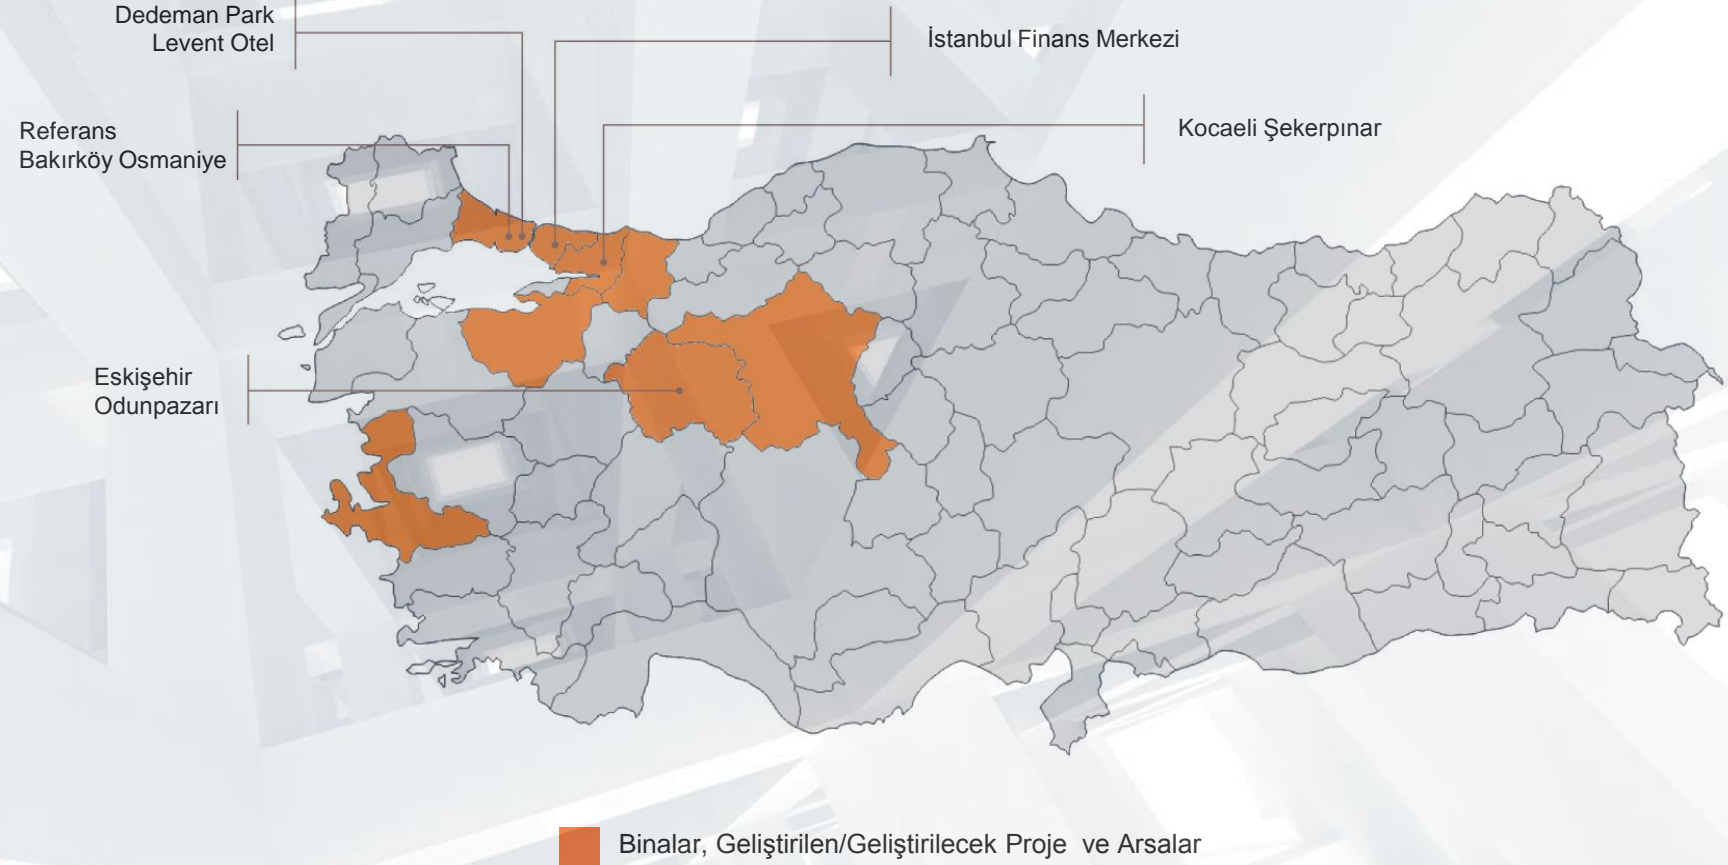 Dedeman Park
Levent Otel
İstanbul Finans Merkezi
Referans
Bakırköy Osmaniye
Kocaeli Şekerpınar
Eskişehir
Odunpazarı
Binalar, Geliştirilen/Geliştirilecek Proje ve Arsalar